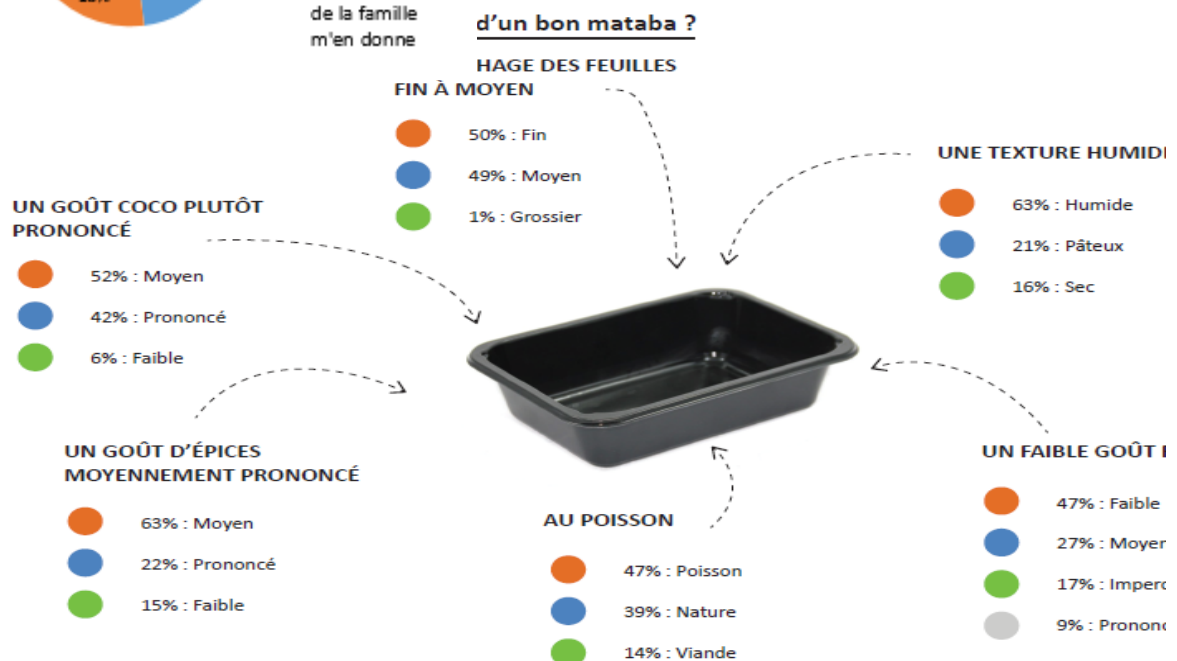 de la famille
m'en donne
d'un bon mataba ?
HAGE DES FEUILLES
FIN À MOYEN
50% : Fin
49% : Moyen
1% : Grossier
UNE TEXTURE HUMID
63% : Humide
21% : Pâteux
16% : Sec
UN GOÛT COCO PLUTÔT
PRONONCÉ
52% : Moyen
42% : Prononcé
6% : Faible
UN GOÛT D'ÉPICES
MOYENNEMENT PRONONCÉ
63% : Moyen
22% : Prononcé
15% : Faible
AU POISSON
47% : Poisson
39% : Nature
14% : Viande
UN FAIBLE GOÛT
47% : Faible
27% : Moyen
17% : Imper
9% : Pronon